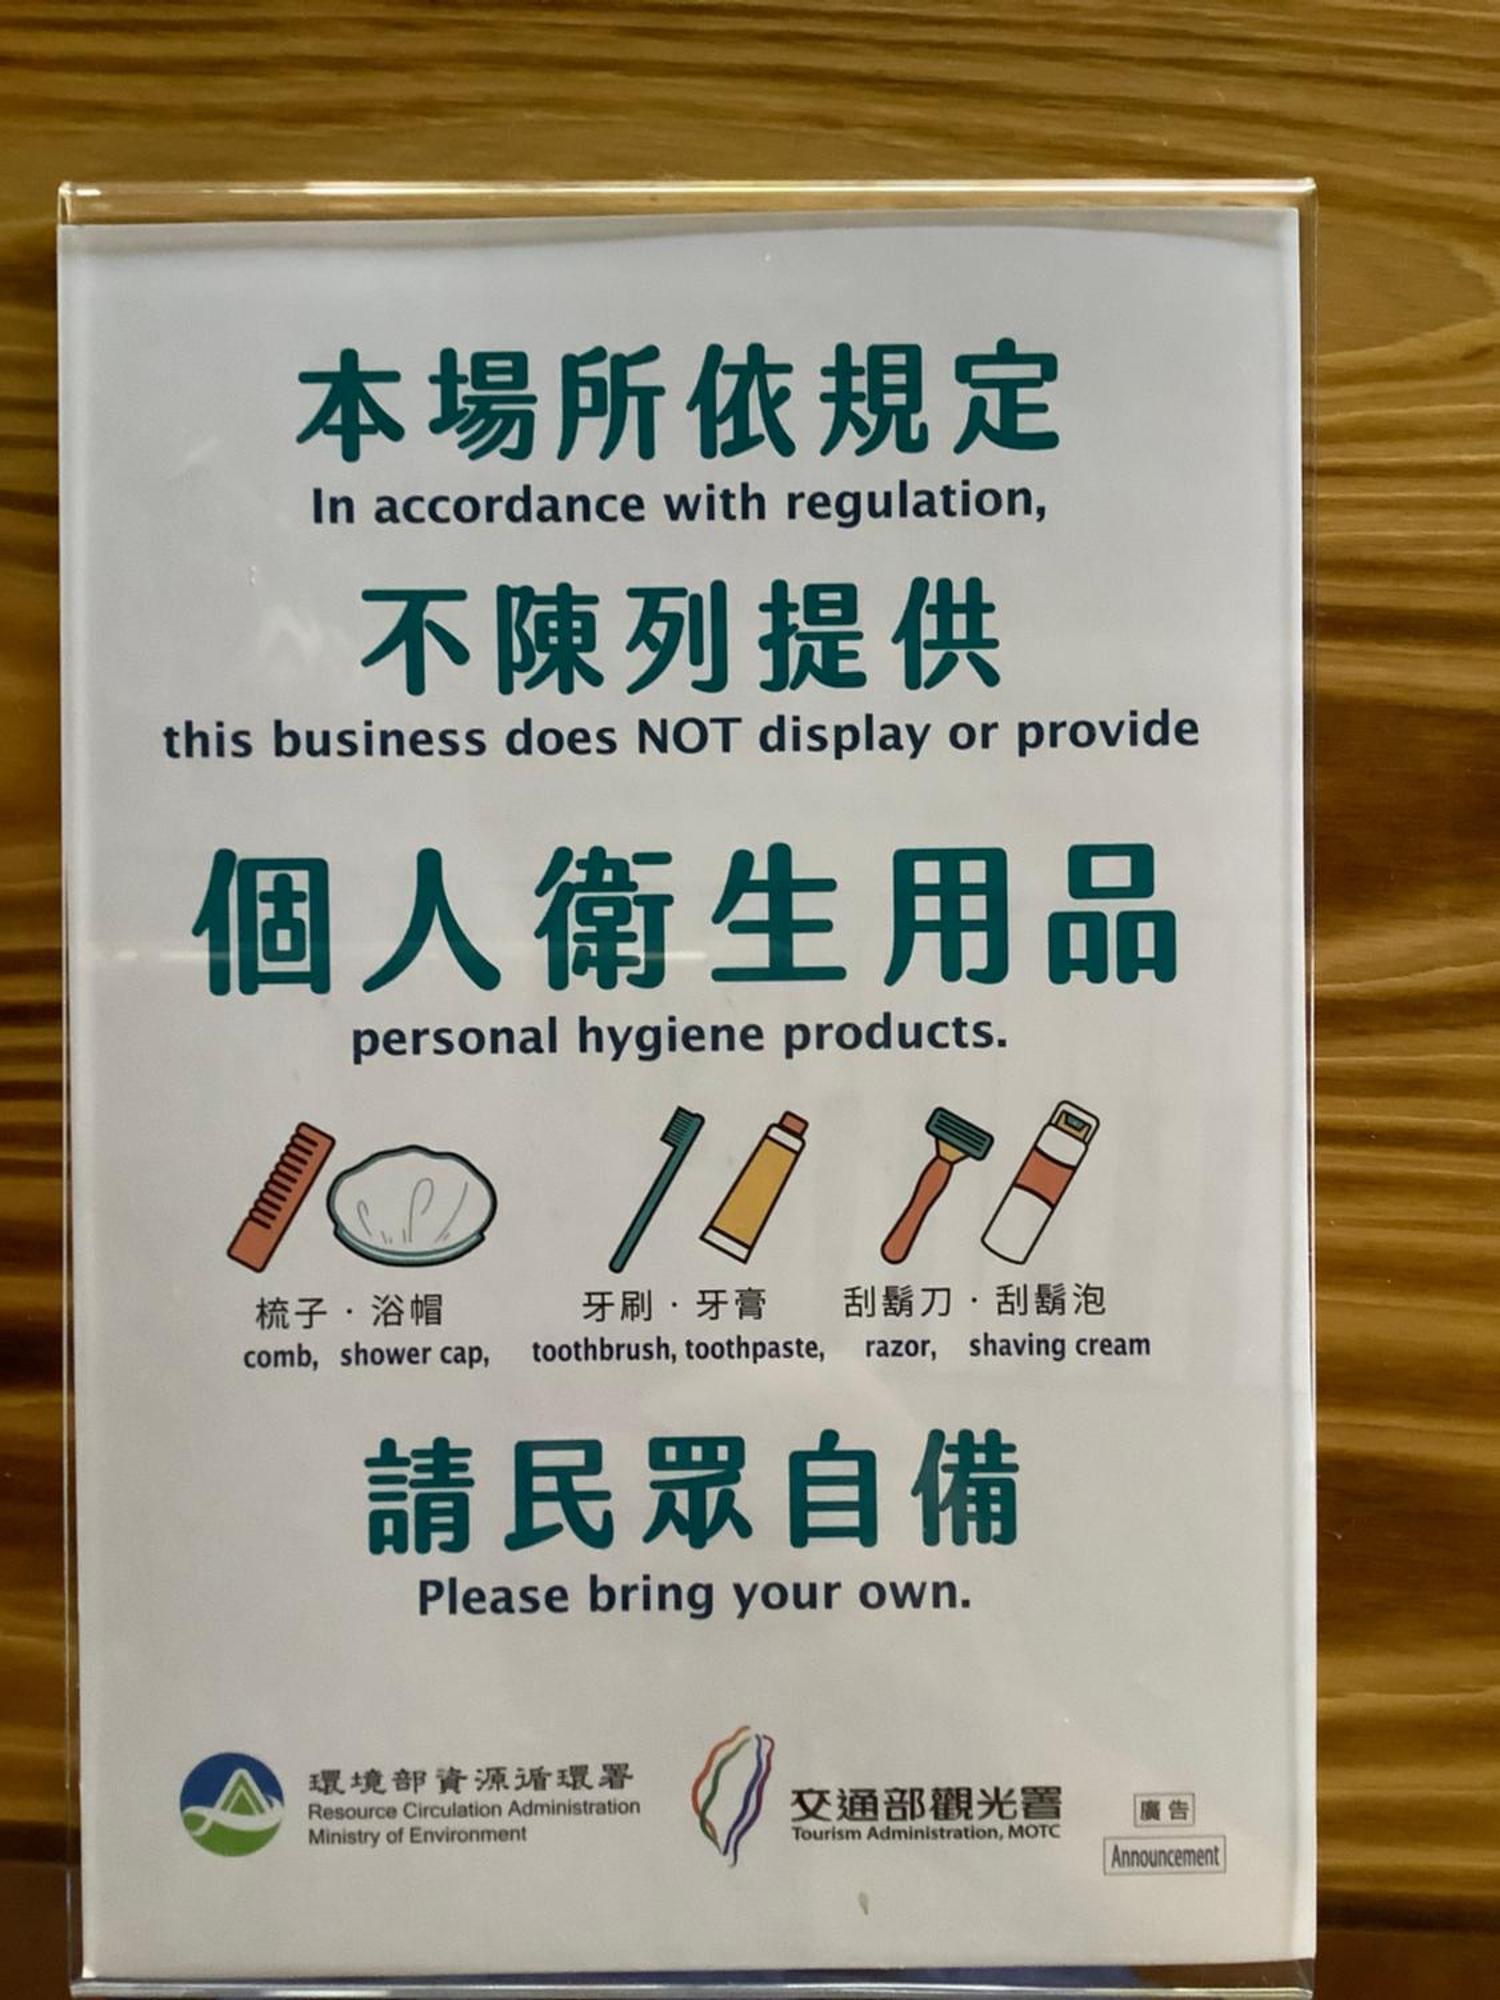 本場所依規定
In accordance with regulation,
不陳列提供
this business does NOT display or provide
個人衛生用品
personal hygiene products.
梳子·浴帽 牙刷·牙膏 刮鬍刀·刮鬍泡
comb, shower cap, toothbrush, toothpaste, razor, shaving cream
請民眾自備
Please bring your own.
環境部資源循環署
Resource Circulation Administration
Ministry of Environment
交通部觀光署
Tourism Administration, MOTC
廣告
Announcement